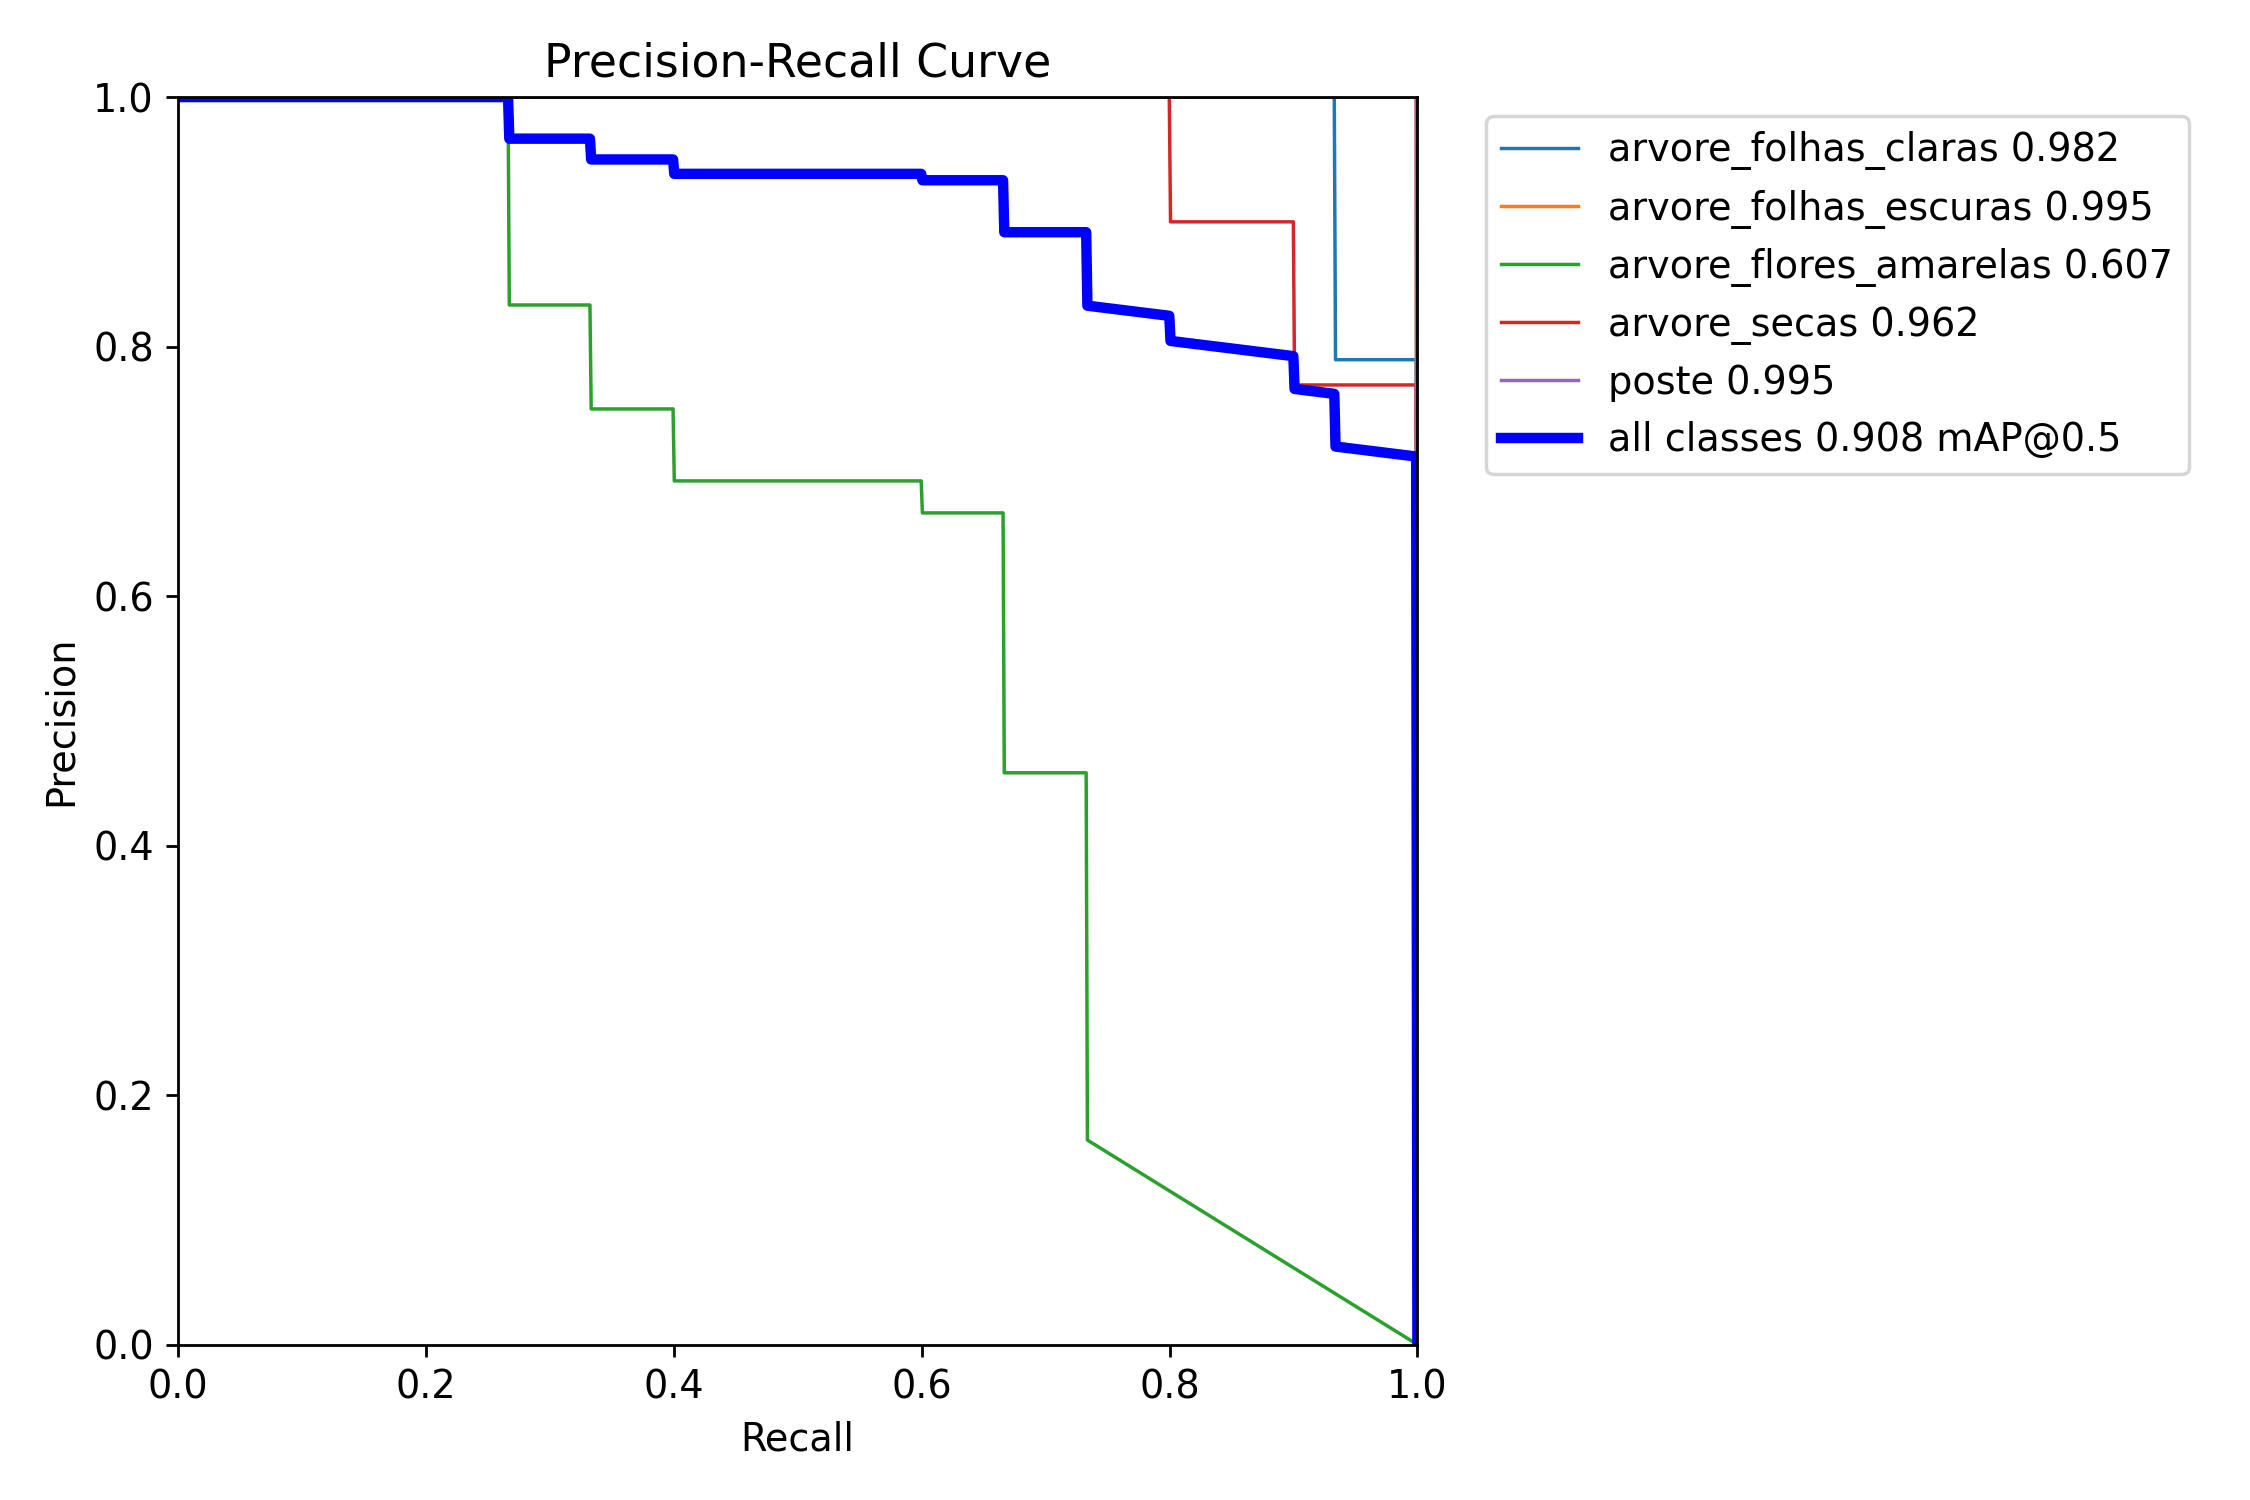 Precision-Recall Curve
1.0
0.8
0.6
0.4
0.2
0.0
Precision
0.0 0.2 0.4 0.6 0.8 1.0
Recall
arvore_folhas_claras 0.982
arvore_folhas_escuras 0.995
arvore_flores_amarelas 0.607
arvore_secas 0.962
poste 0.995
all classes 0.908 mAP@0.5